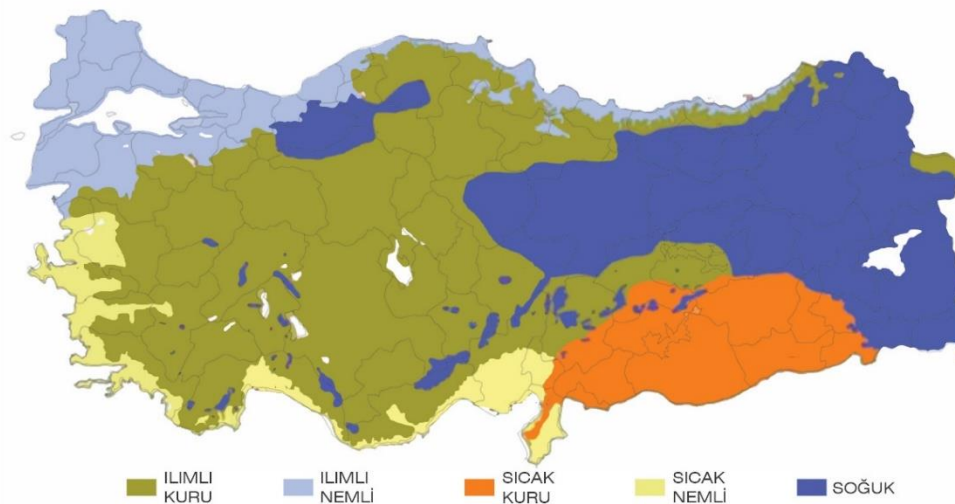 ILIMLI
KURU
ILIMLI
NEMLİ
SICAK
KURU
SICAK
NEMLİ
SOĞUK